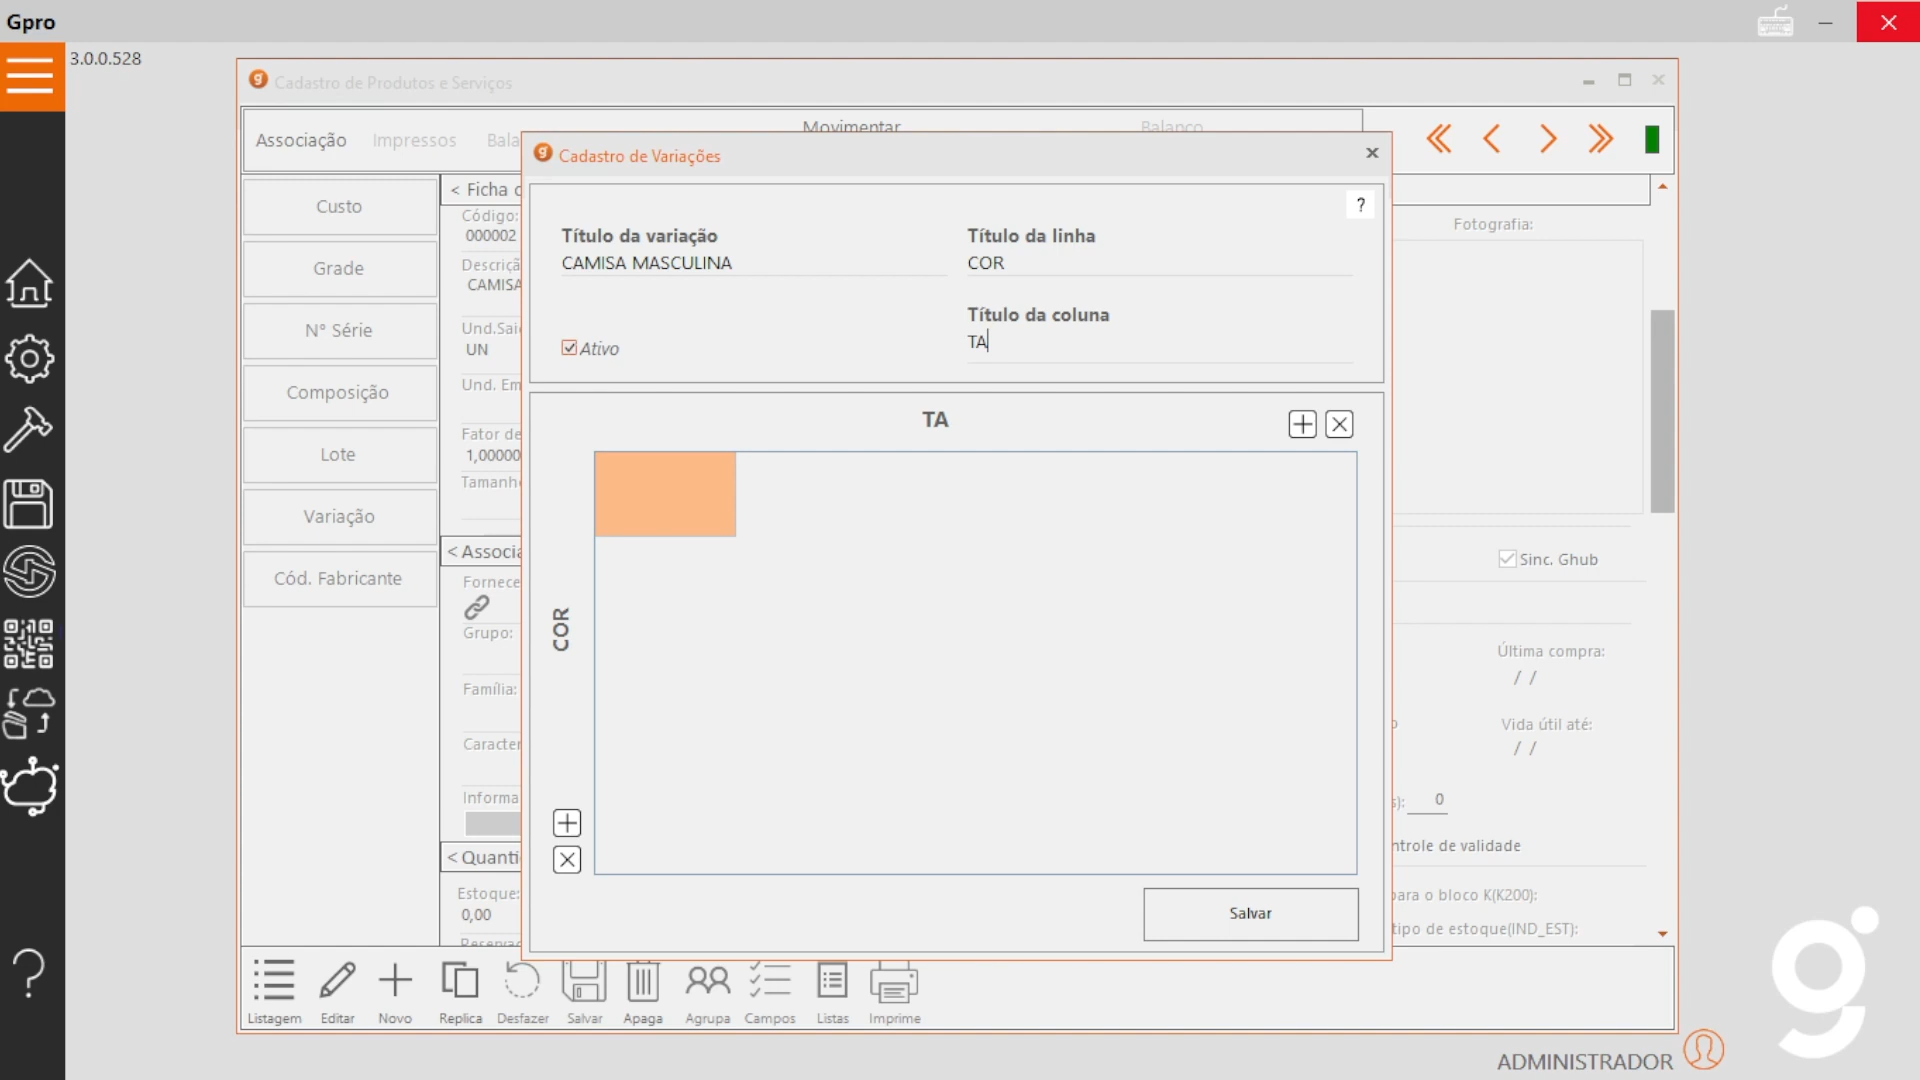 Gpro
3.0.0.528
Cadastro de Produtos e Serviços
Associação
Impressos
Bala
Movimentar
Balanço
Cadastro de Variações
Custo
Grade
N° Série
Composição
Lote
Variação
Cód. Fabricante
< Ficha c
Código:
000002
Descriçã
CAMISA
Und.Saí
UN
Und. Em
Fator de
1,00000
Tamanh
< Associa
Fornece
Grupo:
Família:
Caracter
Informa
< Quanti
Estoque:
0,00
Reservad
?
Título da variação
CAMISA MASCULINA
Título da linha
COR
Título da coluna
TA
Ativo
TA
COR
Salvar
Fotografia:
Sinc. Ghub
Última compra:
/ /
Vida útil até:
/ /
s): 0
ntrole de validade
para o bloco K(K200):
tipo de estoque(IND_EST):
Listagem
Editar
Novo
Replica
Desfazer
Salvar
Apaga
Agrupa
Campos
Listas
Imprime
ADMINISTRADOR